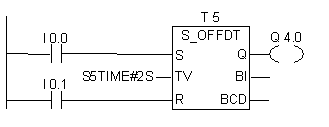 T 5
I 0.0 S_OFFDT Q 4.0
S Q
S5TIME#2S TV BI
I 0.1 R BCD